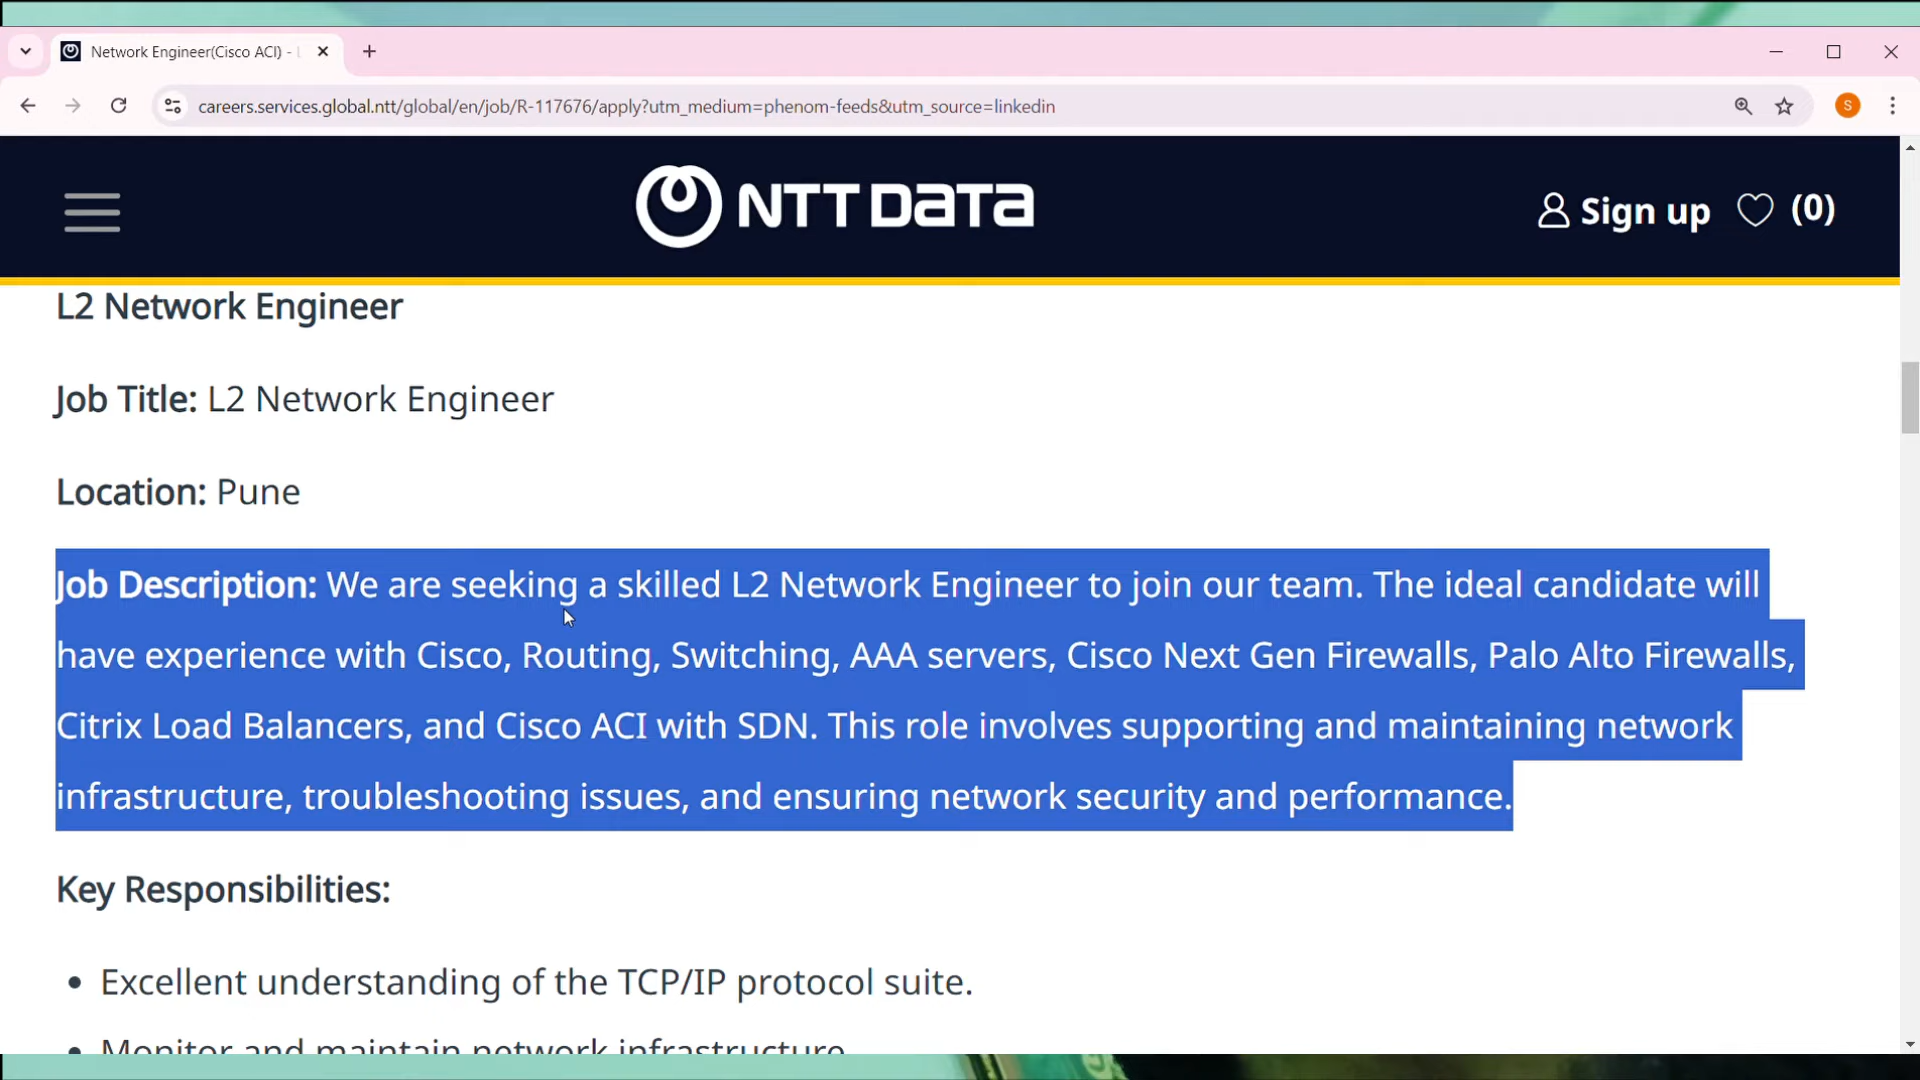 Network Engineer(Cisco ACI) -
careers.services.global.ntt/global/en/job/R-117676/apply?utm_medium=phenom-feeds&utm_source=linkedin
S
NTT DATA
Sign up (0)
L2 Network Engineer
Job Title: L2 Network Engineer
Location: Pune
Job Description: We are seeking a skilled L2 Network Engineer to join our team. The ideal candidate will
have experience with Cisco, Routing, Switching, AAA servers, Cisco Next Gen Firewalls, Palo Alto Firewalls,
Citrix Load Balancers, and Cisco ACI with SDN. This role involves supporting and maintaining network
infrastructure, troubleshooting issues, and ensuring network security and performance.
Key Responsibilities:
• Excellent understanding of the TCP/IP protocol suite.
• Monitor and maintain network infrastructure